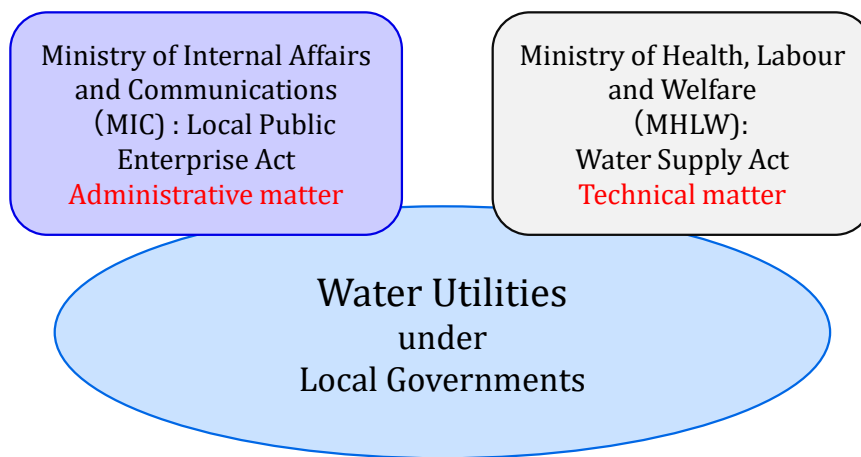 Ministry of Internal Affairs
and Communications
（MIC) : Local Public
Enterprise Act
Administrative matter
Ministry of Health, Labour
and Welfare
（MHLW):
Water Supply Act
Technical matter
Water Utilities
under
Local Governments